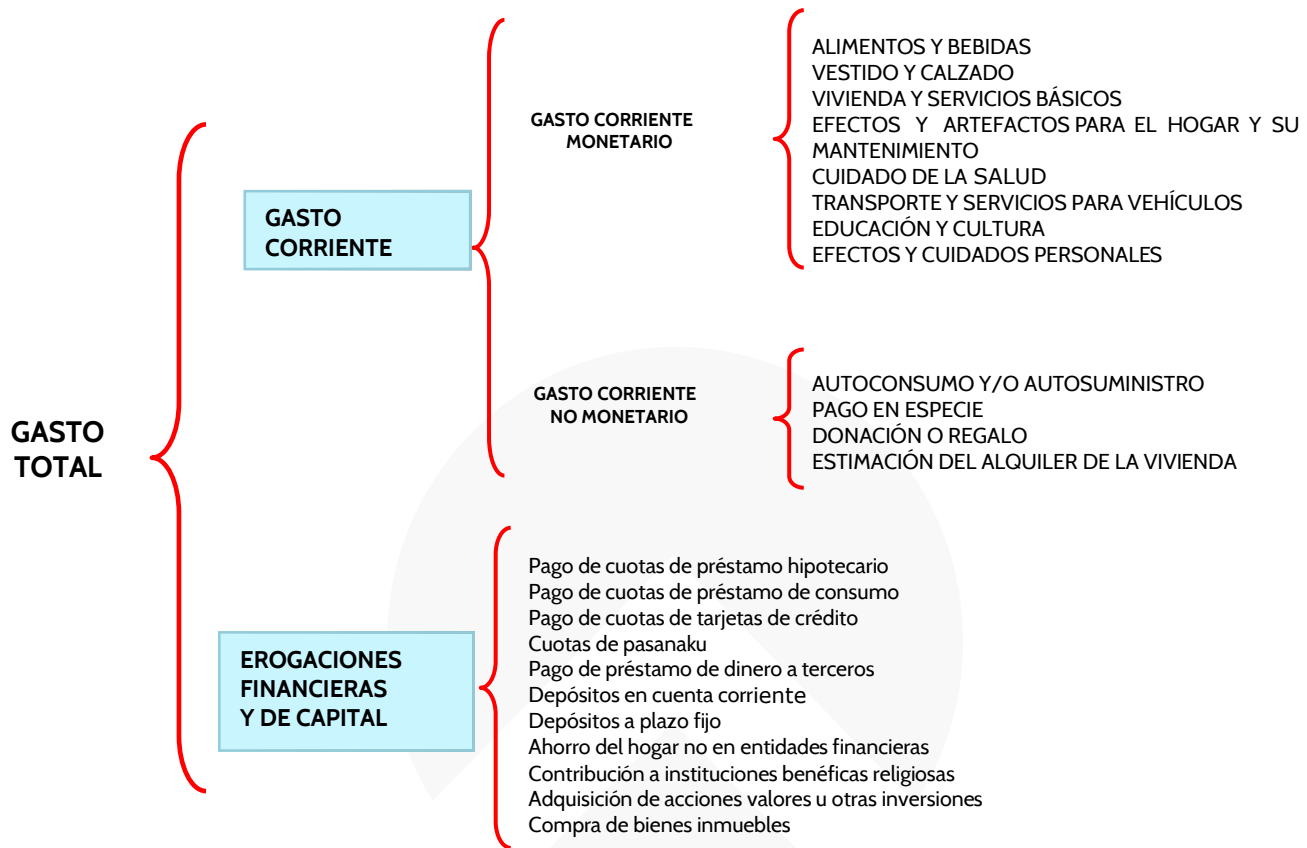 GASTO
TOTAL
GASTO
CORRIENTE
GASTO CORRIENTE
MONETARIO
ALIMENTOS Y BEBIDAS
VESTIDO Y CALZADO
VIVIENDA Y SERVICIOS BÁSICOS
EFECTOS Y ARTEFACTOS PARA EL HOGAR Y SU
MANTENIMIENTO
CUIDADO DE LA SALUD
TRANSPORTE Y SERVICIOS PARA VEHÍCULOS
EDUCACIÓN Y CULTURA
EFECTOS Y CUIDADOS PERSONALES
GASTO CORRIENTE
NO MONETARIO
AUTOCONSUMO Y/O AUTOSUMINISTRO
PAGO EN ESPECIE
DONACIÓN O REGALO
ESTIMACIÓN DEL ALQUILER DE LA VIVIENDA
EROGACIONES
FINANCIERAS
Y DE CAPITAL
Pago de cuotas de préstamo hipotecario
Pago de cuotas de préstamo de consumo
Pago de cuotas de tarjetas de crédito
Cuotas de pasanaku
Pago de préstamo de dinero a terceros
Depósitos en cuenta corriente
Depósitos a plazo fijo
Ahorro del hogar no en entidades financieras
Contribución a instituciones benéficas religiosas
Adquisición de acciones valores u otras inversiones
Compra de bienes inmuebles